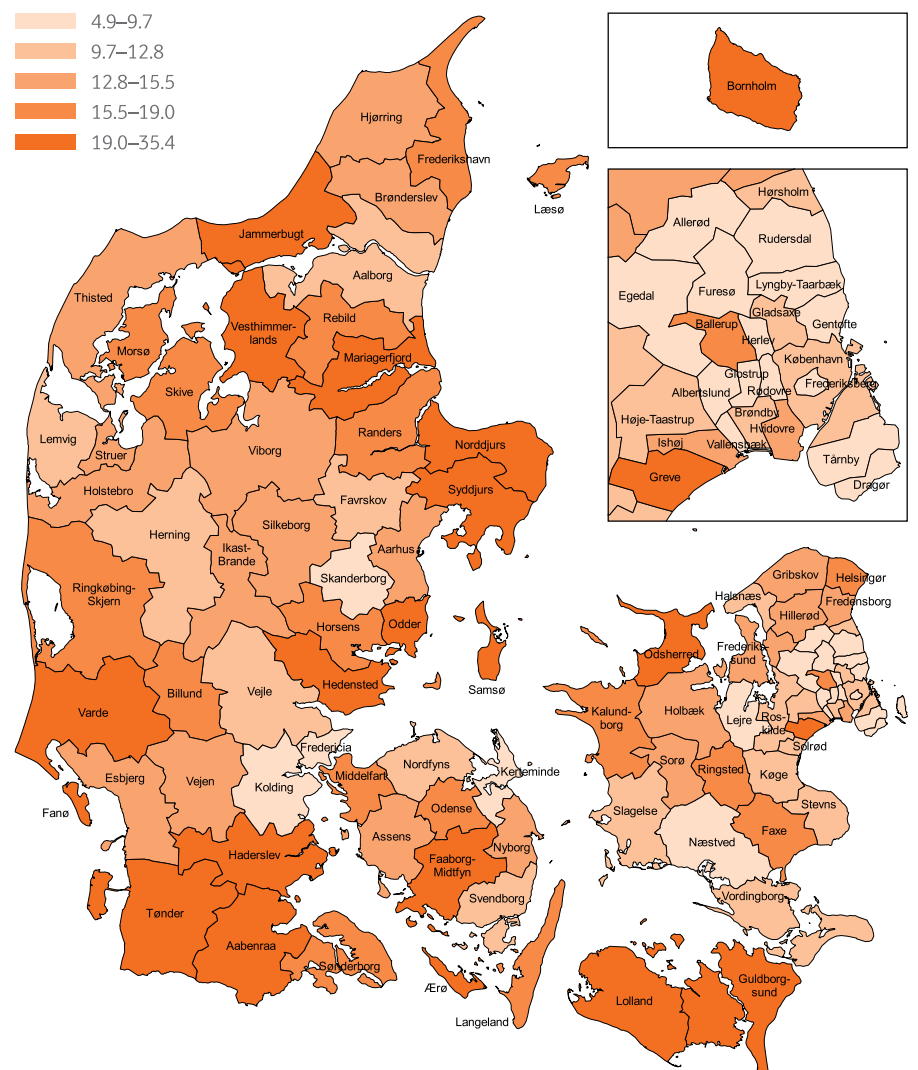 4.9–9.7
9.7–12.8
12.8–15.5
15.5–19.0
19.0–35.4
Bornholm
Hjørring
Frederikshavn
Læsø
Brønderslev
Jammerbugt
Aalborg
Thisted
Vesthimmer-
lands
Rebild
Morsø
Mariagerfjord
Skive
Lemvig
Struer
Viborg
Randers
Norddjurs
Holstebro
Syddjurs
Favrskov
Herning
Silkeborg
Ikast-
Brande
Aarhus
Skanderborg
Ringkøbing-
Skjern
Horsens
Odder
Samsø
Hedensted
Billund
Vejle
Varde
Fredericia
Esbjerg
Vejen
Kolding
Fanø
Middelfart
Nordfyns
Kerteminde
Odense
Assens
Nyborg
Haderslev
Faaborg-
Midtfyn
Svendborg
Tønder
Aabenraa
Sønderborg
Ærø
Langeland
Hørsholm
Allerød
Rudersdal
Egedal
Furesø
Lyngby-Taarbæk
Gladsaxe
Ballerup
Gentofte
Herlev
København
Glostrup
Frederiksberg
Albertslund
Rødovre
Høje-Taastrup
Brøndby
Hvidovre
Ishøj
Vallensbæk
Tårnby
Greve
Dragør
Gribskov
Helsingør
Halsnæs
Hillerød
Fredensborg
Odsherred
Frederiks-
sund
Kalund-
borg
Holbæk
Lejre
Ros-
kilde
Solrød
Sorø
Ringsted
Køge
Slagelse
Stevns
Næstved
Faxe
Vordingborg
Lolland
Guldborg-
sund